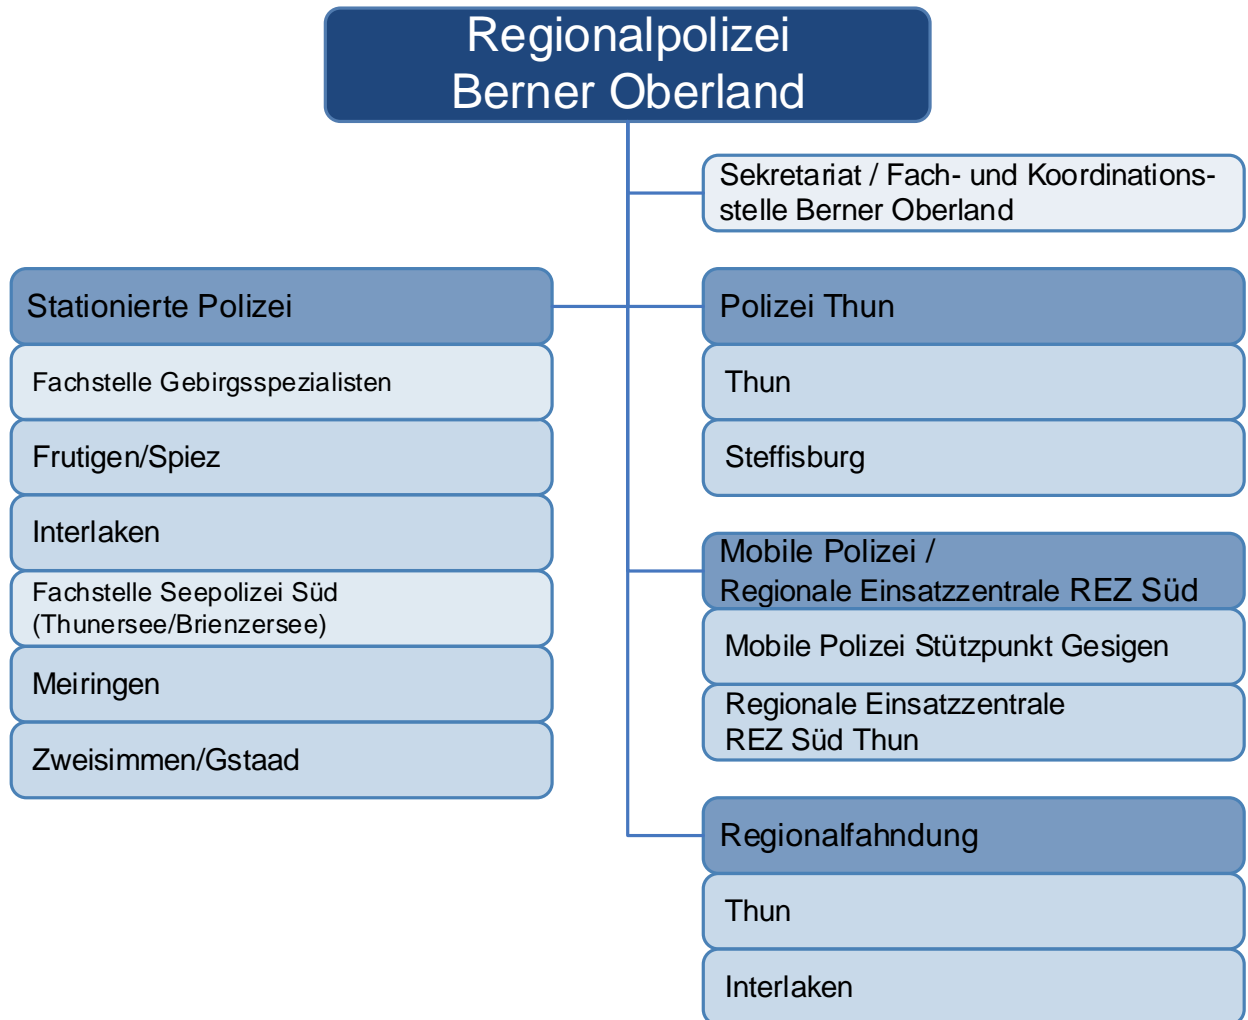 Regionalpolizei
Berner Oberland
Sekretariat / Fach- und Koordinations-
stelle Berner Oberland
Stationierte Polizei
Fachstelle Gebirgsspezialisten
Frutigen/Spiez
Interlaken
Fachstelle Seepolizei Süd
(Thunersee/Brienzersee)
Meiringen
Zweisimmen/Gstaad
Polizei Thun
Thun
Steffisburg
Mobile Polizei /
Regionale Einsatzzentrale REZ Süd
Mobile Polizei Stützpunkt Gesigen
Regionale Einsatzzentrale
REZ Süd Thun
Regionalfahndung
Thun
Interlaken